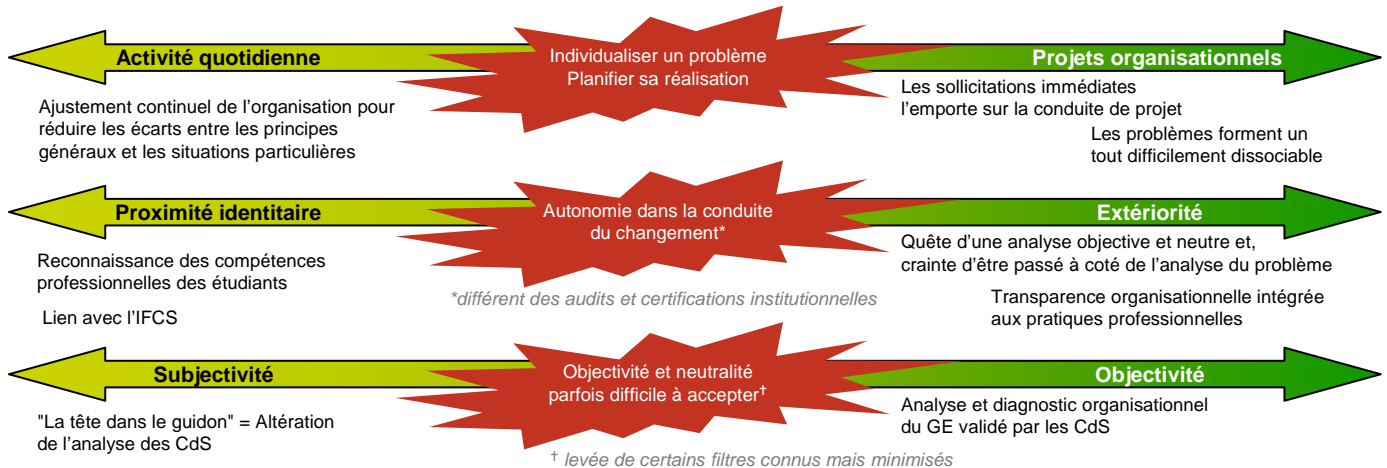 Activité quotidienne
Individualiser un problème
Planifier sa réalisation
Projets organisationnels
Ajustement continuel de l'organisation pour
réduire les écarts entre les principes
généraux et les situations particulières
Les sollicitations immédiates
l'emporte sur la conduite de projet
Les problèmes forment un
tout difficilement dissociable
Proximité identitaire
Autonomie dans la conduite
du changement*
Extériorité
Reconnaissance des compétences
professionnelles des étudiants
Lien avec l'IFCS
*différent des audits et certifications institutionnelles
Quête d'une analyse objective et neutre et,
crainte d'être passé à coté de l'analyse du problème
Transparence organisationnelle intégrée
aux pratiques professionnelles
Subjectivité
Objectivité et neutralité
parfois difficile à accepter†
Objectivité
"La tête dans le guidon" = Altération
de l'analyse des CdS
Analyse et diagnostic organisationnel
du GE validé par les CdS
† levée de certains filtres connus mais minimisés